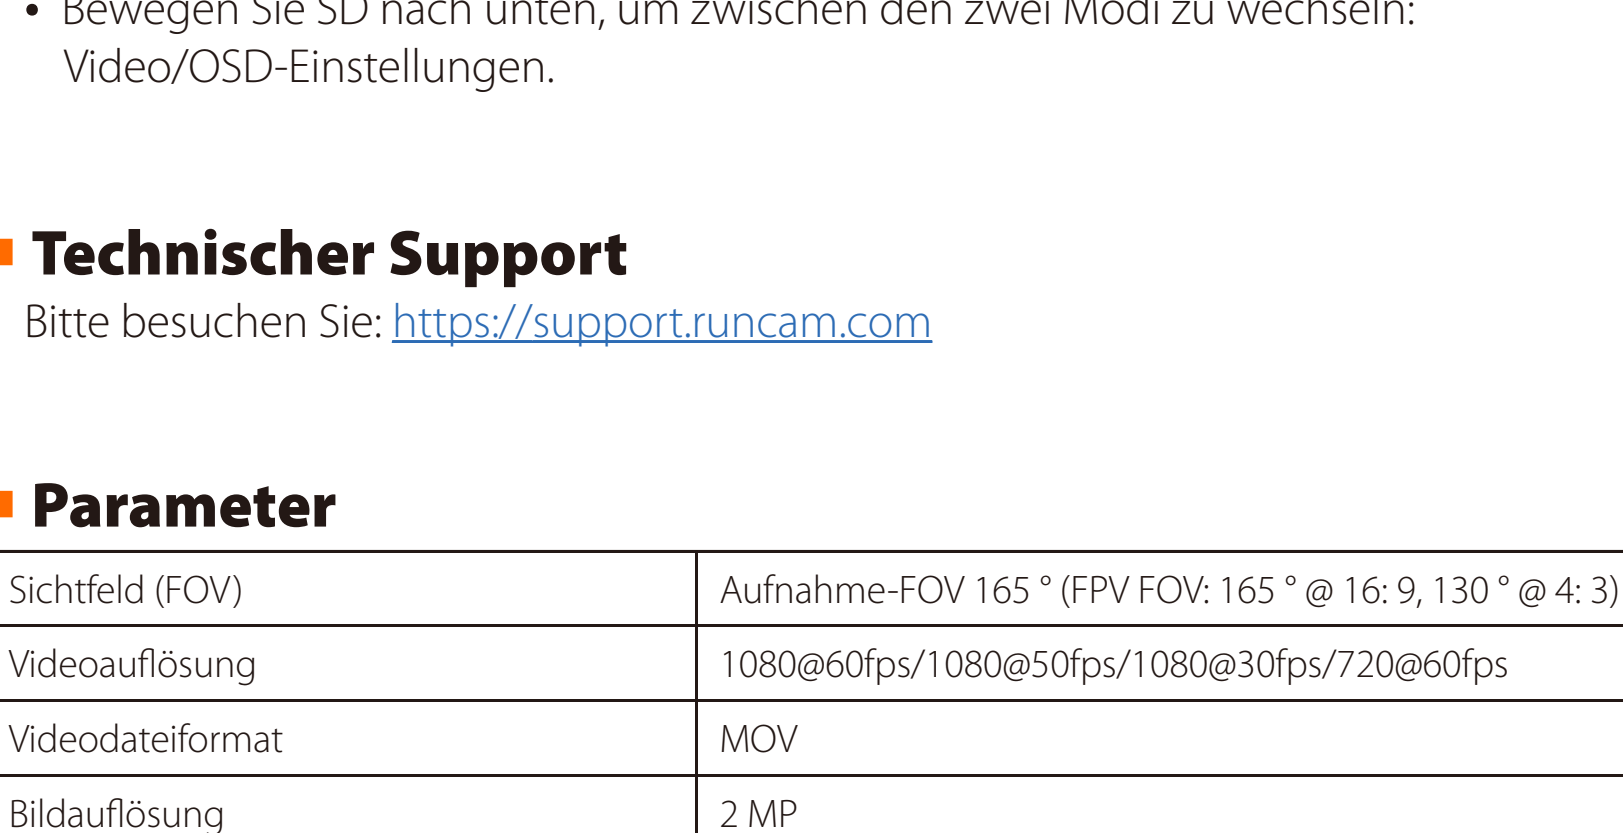 • Bewegen Sie SD nach unten, um zwischen den zwei Modi zu wechseln:
Video/OSD-Einstellungen.
Technischer Support
Bitte besuchen Sie: https://support.runcam.com
Parameter
Sichtfeld (FOV) Aufnahme-FOV 165 ° (FPV FOV: 165 ° @ 16: 9, 130 ° @ 4: 3)
Videoauflösung 1080@60fps/1080@50fps/1080@30fps/720@60fps
Videodateiformat MOV
Bildauflösung 2 MP